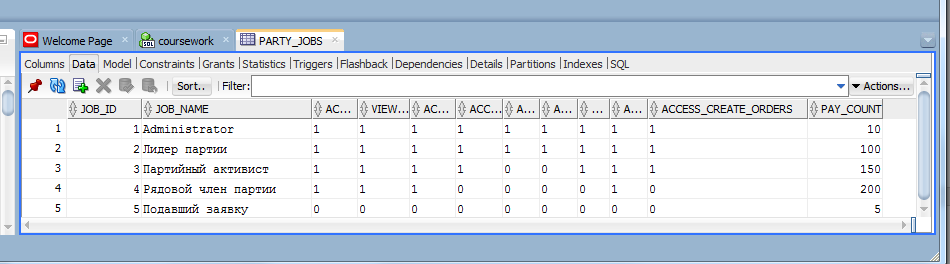 Welcome Page coursework PARTY_JOBS
Columns Data Model Constraints Grants Statistics Triggers Flashback Dependencies Details Partitions Indexes SQL
Sort.. Filter: Actions...
JOB_ID JOB_NAME AC... VIEW... AC... ACC... A... A... ... A... ACCESS_CREATE_ORDERS PAY_COUNT
1 1 Administrator 1 1 1 1 1 1 1 1 1 10
2 2 Лидер партии 1 1 1 1 1 1 1 1 1 100
3 3 Партийный активист 1 1 1 1 0 0 1 1 1 150
4 4 Рядовой член партии 1 1 1 0 0 0 0 1 0 200
5 5 Подавший заявку 0 0 0 0 0 0 0 0 0 5